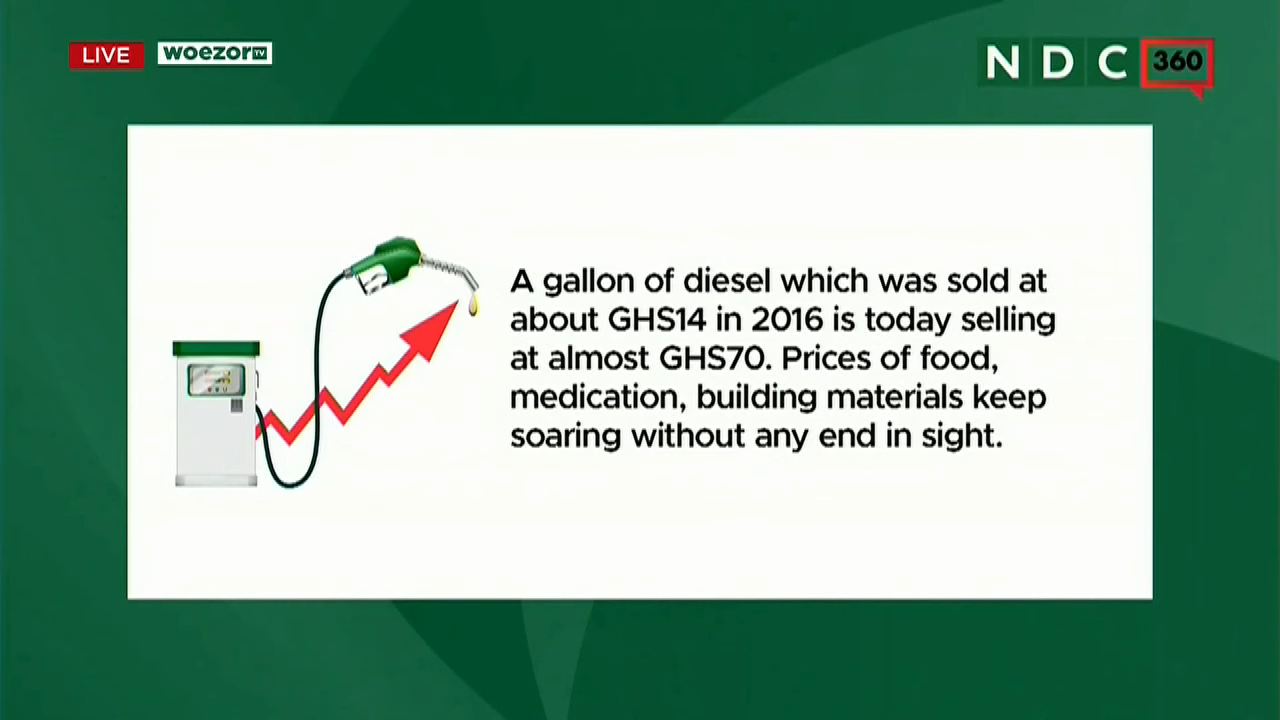 LIVE
woezor TV
NDC 360
A gallon of diesel which was sold at
about GHS14 in 2016 is today selling
at almost GHS70. Prices of food,
medication, building materials keep
soaring without any end in sight.